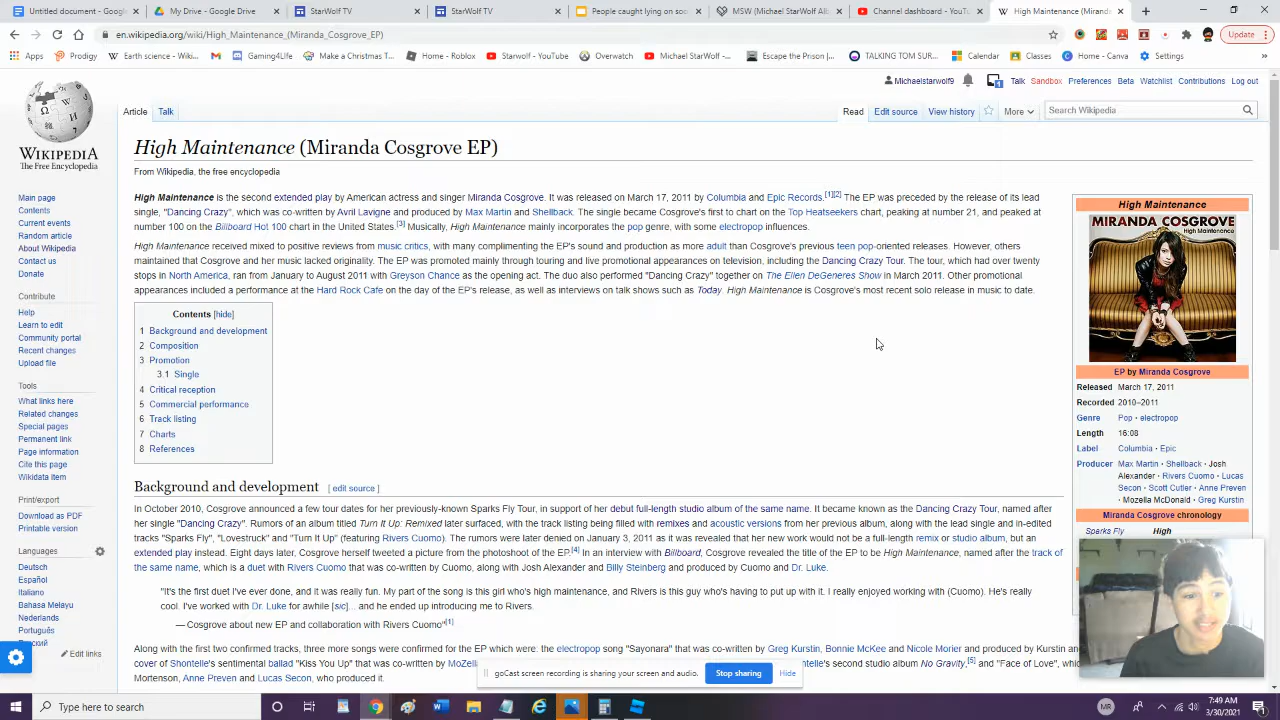 Untitled document - Google
My Drive - Google Drive
StarWolf TV
StarWolf TV
People caught lying on so
MSW (Michael StarWolf Alb
Channel dashboard - YouT
High Maintenance (Miranda
en.wikipedia.org/wiki/High_Maintenance_(Miranda_Cosgrove_EP)
Update
Apps
Prodigy
Earth science - Wiki...
Gaming4Life
Make a Christmas T...
Home - Roblox
Starwolf - YouTube
Overwatch
Michael StarWolf - Y...
Escape the Prison |...
TALKING TOM SUR...
Calendar
Classes
Home - Canva
Settings
Michaelstarwolf9
1
Talk
Sandbox
Preferences
Beta
Watchlist
Contributions
Log out
Article
Talk
Read
Edit source
View history
More
Search Wikipedia
WIKIPEDIA
The Free Encyclopedia
Main page
Contents
Current events
Random article
About Wikipedia
Contact us
Donate
Contribute
Help
Learn to edit
Community portal
Recent changes
Upload file
Tools
What links here
Related changes
Special pages
Permanent link
Page information
Cite this page
Wikidata item
Print/export
Download as PDF
Printable version
Languages
Deutsch
Español
Italiano
Bahasa Melayu
Nederlands
Português
Русский
Edit links
High Maintenance (Miranda Cosgrove EP)
From Wikipedia, the free encyclopedia
High Maintenance is the second extended play by American actress and singer Miranda Cosgrove. It was released on March 17, 2011 by Columbia and Epic Records.[1][2] The EP was preceded by the release of its lead
single, "Dancing Crazy", which was co-written by Avril Lavigne and produced by Max Martin and Shellback. The single became Cosgrove's first to chart on the Top Heatseekers chart, peaking at number 21, and peaked at
number 100 on the Billboard Hot 100 chart in the United States.[3] Musically, High Maintenance mainly incorporates the pop genre, with some electropop influences.
High Maintenance received mixed to positive reviews from music critics, with many complimenting the EP's sound and production as more adult than Cosgrove's previous teen pop-oriented releases. However, others
maintained that Cosgrove and her music lacked originality. The EP was promoted mainly through touring and live promotional appearances on television, including the Dancing Crazy Tour. The tour, which had over twenty
stops in North America, ran from January to August 2011 with Greyson Chance as the opening act. The duo also performed "Dancing Crazy" together on The Ellen DeGeneres Show in March 2011. Other promotional
appearances included a performance at the Hard Rock Cafe on the day of the EP's release, as well as interviews on talk shows such as Today. High Maintenance is Cosgrove's most recent solo release in music to date.
Contents [hide]
1 Background and development
2 Composition
3 Promotion
3.1 Single
4 Critical reception
5 Commercial performance
6 Track listing
7 Charts
8 References
Background and development [ edit source ]
In October 2010, Cosgrove announced a few tour dates for her previously-known Sparks Fly Tour, in support of her debut full-length studio album of the same name. It became known as the Dancing Crazy Tour, named after
her single "Dancing Crazy". Rumors of an album titled Turn It Up: Remixed later surfaced, with the track listing being filled with remixes and acoustic versions from her previous album, along with the lead single and in-edited
tracks "Sparks Fly", "Lovestruck" and "Turn It Up" (featuring Rivers Cuomo). The rumors were later denied on January 3, 2011 as it was revealed that her new work would not be a full-length remix or studio album, but an
extended play instead. Eight days later, Cosgrove herself tweeted a picture from the photoshoot of the EP.[4] In an interview with Billboard, Cosgrove revealed the title of the EP to be High Maintenance, named after the track of
the same name, which is a duet with Rivers Cuomo that was co-written by Cuomo, along with Josh Alexander and Billy Steinberg and produced by Cuomo and Dr. Luke.
"It's the first duet I've ever done, and it was really fun. My part of the song is this girl who's high maintenance, and Rivers is this guy who's having to put up with it. I really enjoyed working with (Cuomo). He's really
cool. I've worked with Dr. Luke for awhile [sic]... and he ended up introducing me to Rivers.
— Cosgrove about new EP and collaboration with Rivers Cuomo"[1]
Along with the first two confirmed tracks, three more songs were confirmed for the EP which were: the electropop song "Sayonara" that was co-written by Greg Kurstin, Bonnie McKee and Nicole Morier, and produced by Kurstin and
cover of Shontelle's sentimental ballad "Kiss You Up" that was co-written by MoZella
ntelle's second studio album No Gravity,[5] and "Face of Love", wh
Mortenson, Anne Preven and Lucas Secon, who produced it.
High Maintenance
MIRANDA COSGROVE
High Maintenance
EP by Miranda Cosgrove
Released March 17, 2011
Recorded 2010–2011
Genre Pop · electropop
Length 16:08
Label Columbia · Epic
Producer Max Martin · Shellback · Josh
Alexander · Rivers Cuomo · Lucas
Secon · Scott Cutler · Anne Preven
· Mozella McDonald · Greg Kurstin
Miranda Cosgrove chronology
Sparks Fly High
goCast screen recording is sharing your screen and audio.
Stop sharing
Hide
Type here to search
MR
7:49 AM
3/30/2021